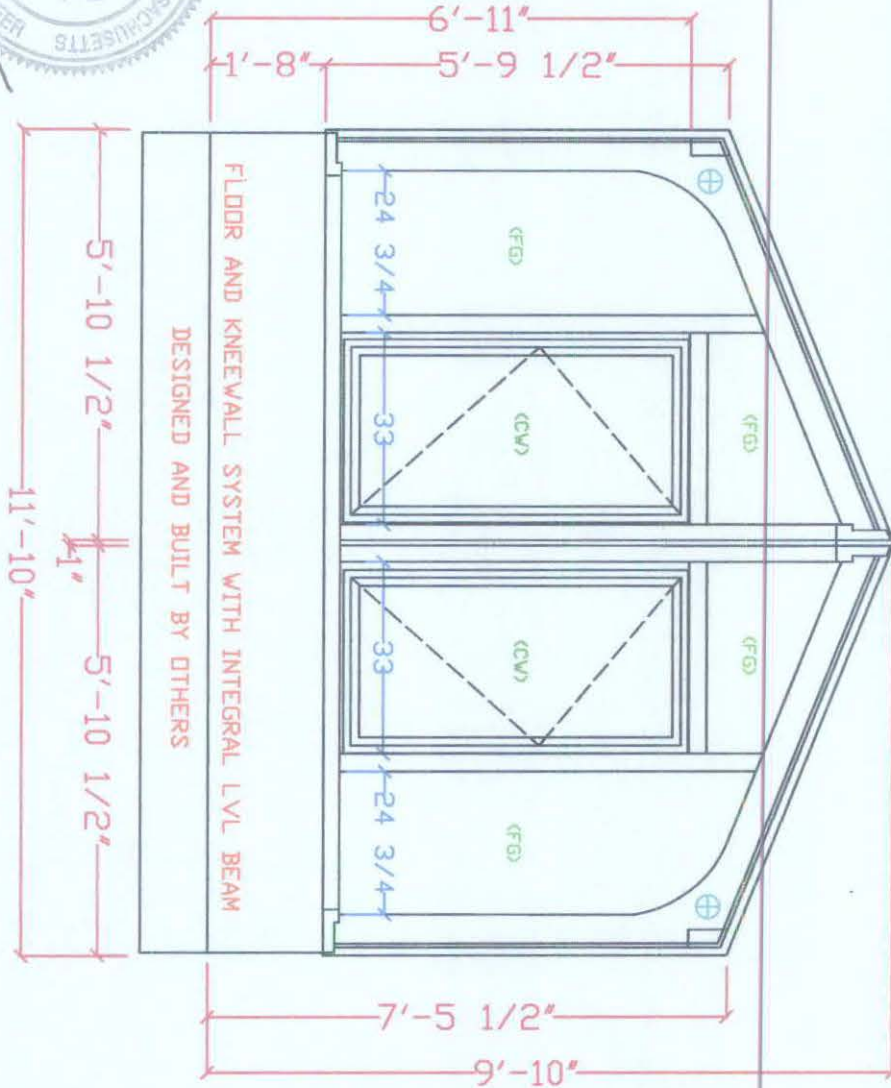 SACHUSETTS
6'-11"
1'-8"
5'-9 1/2"
24 3/4
<FG>
33
<CW>
<FG>
33
<CW>
<FG>
24 3/4
<FG>
FLOOR AND KNEEWALL SYSTEM WITH INTEGRAL LVL BEAM
DESIGNED AND BUILT BY OTHERS
5'-10 1/2"
1"
5'-10 1/2"
11'-10"
7'-5 1/2"
9'-10"